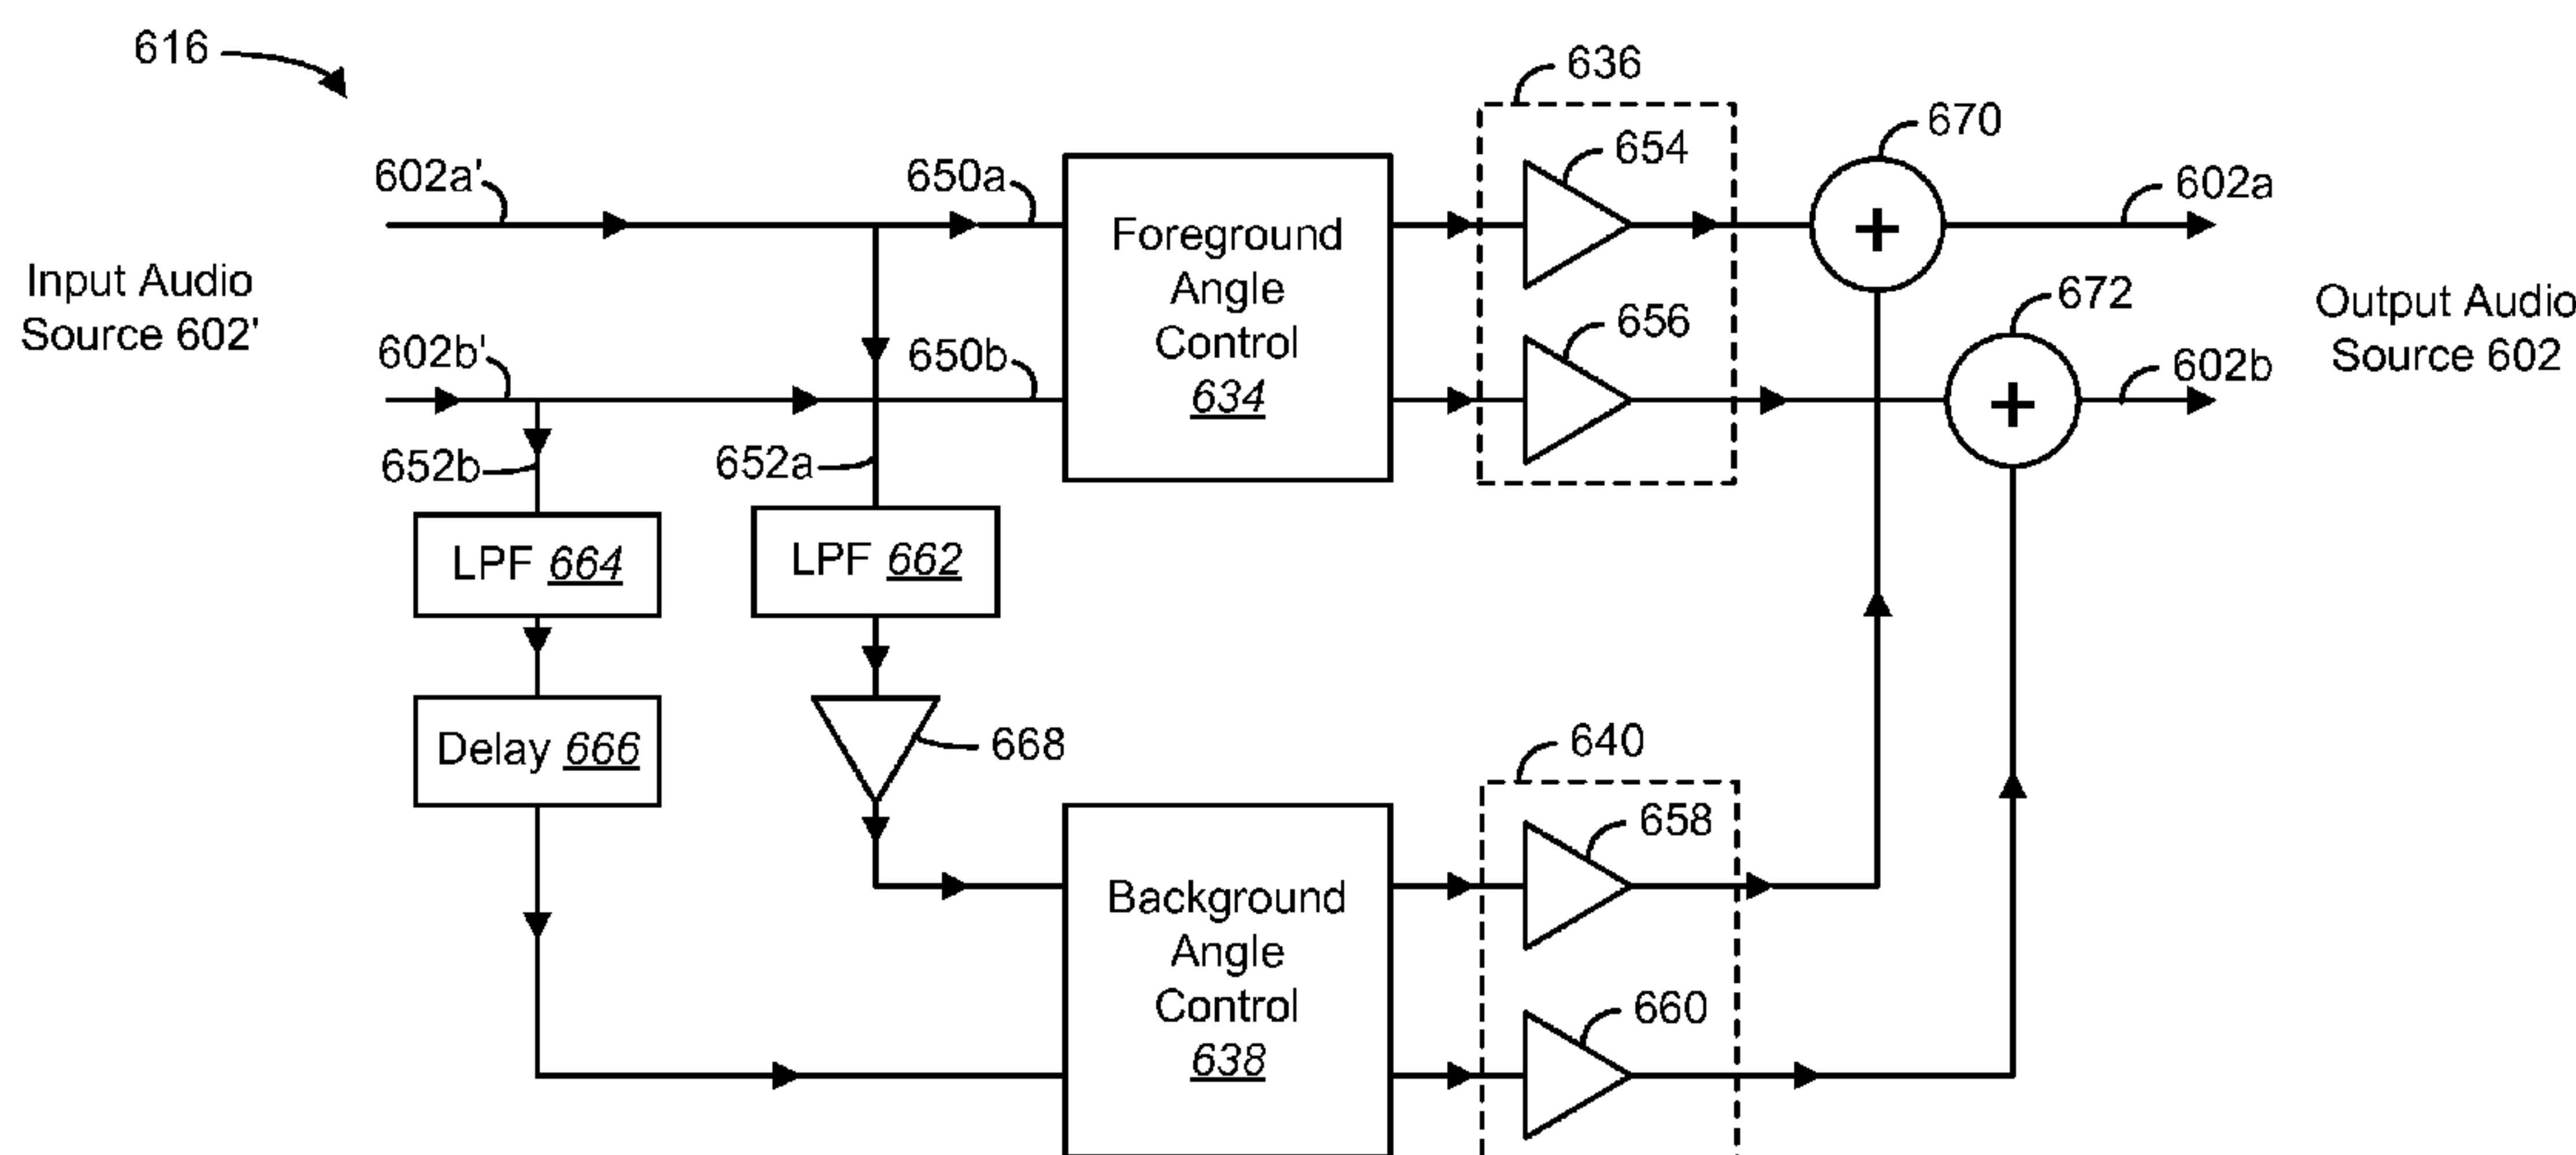 616
636
670
654
602a'
650a
602a
Foreground
Angle
Control
634
Input Audio
Source 602'
+
672
Output Audio
Source 602
656
602b'
650b
602b
+
652b
652a
LPF 664
LPF 662
Delay 666
668
640
658
Background
Angle
Control
638
660